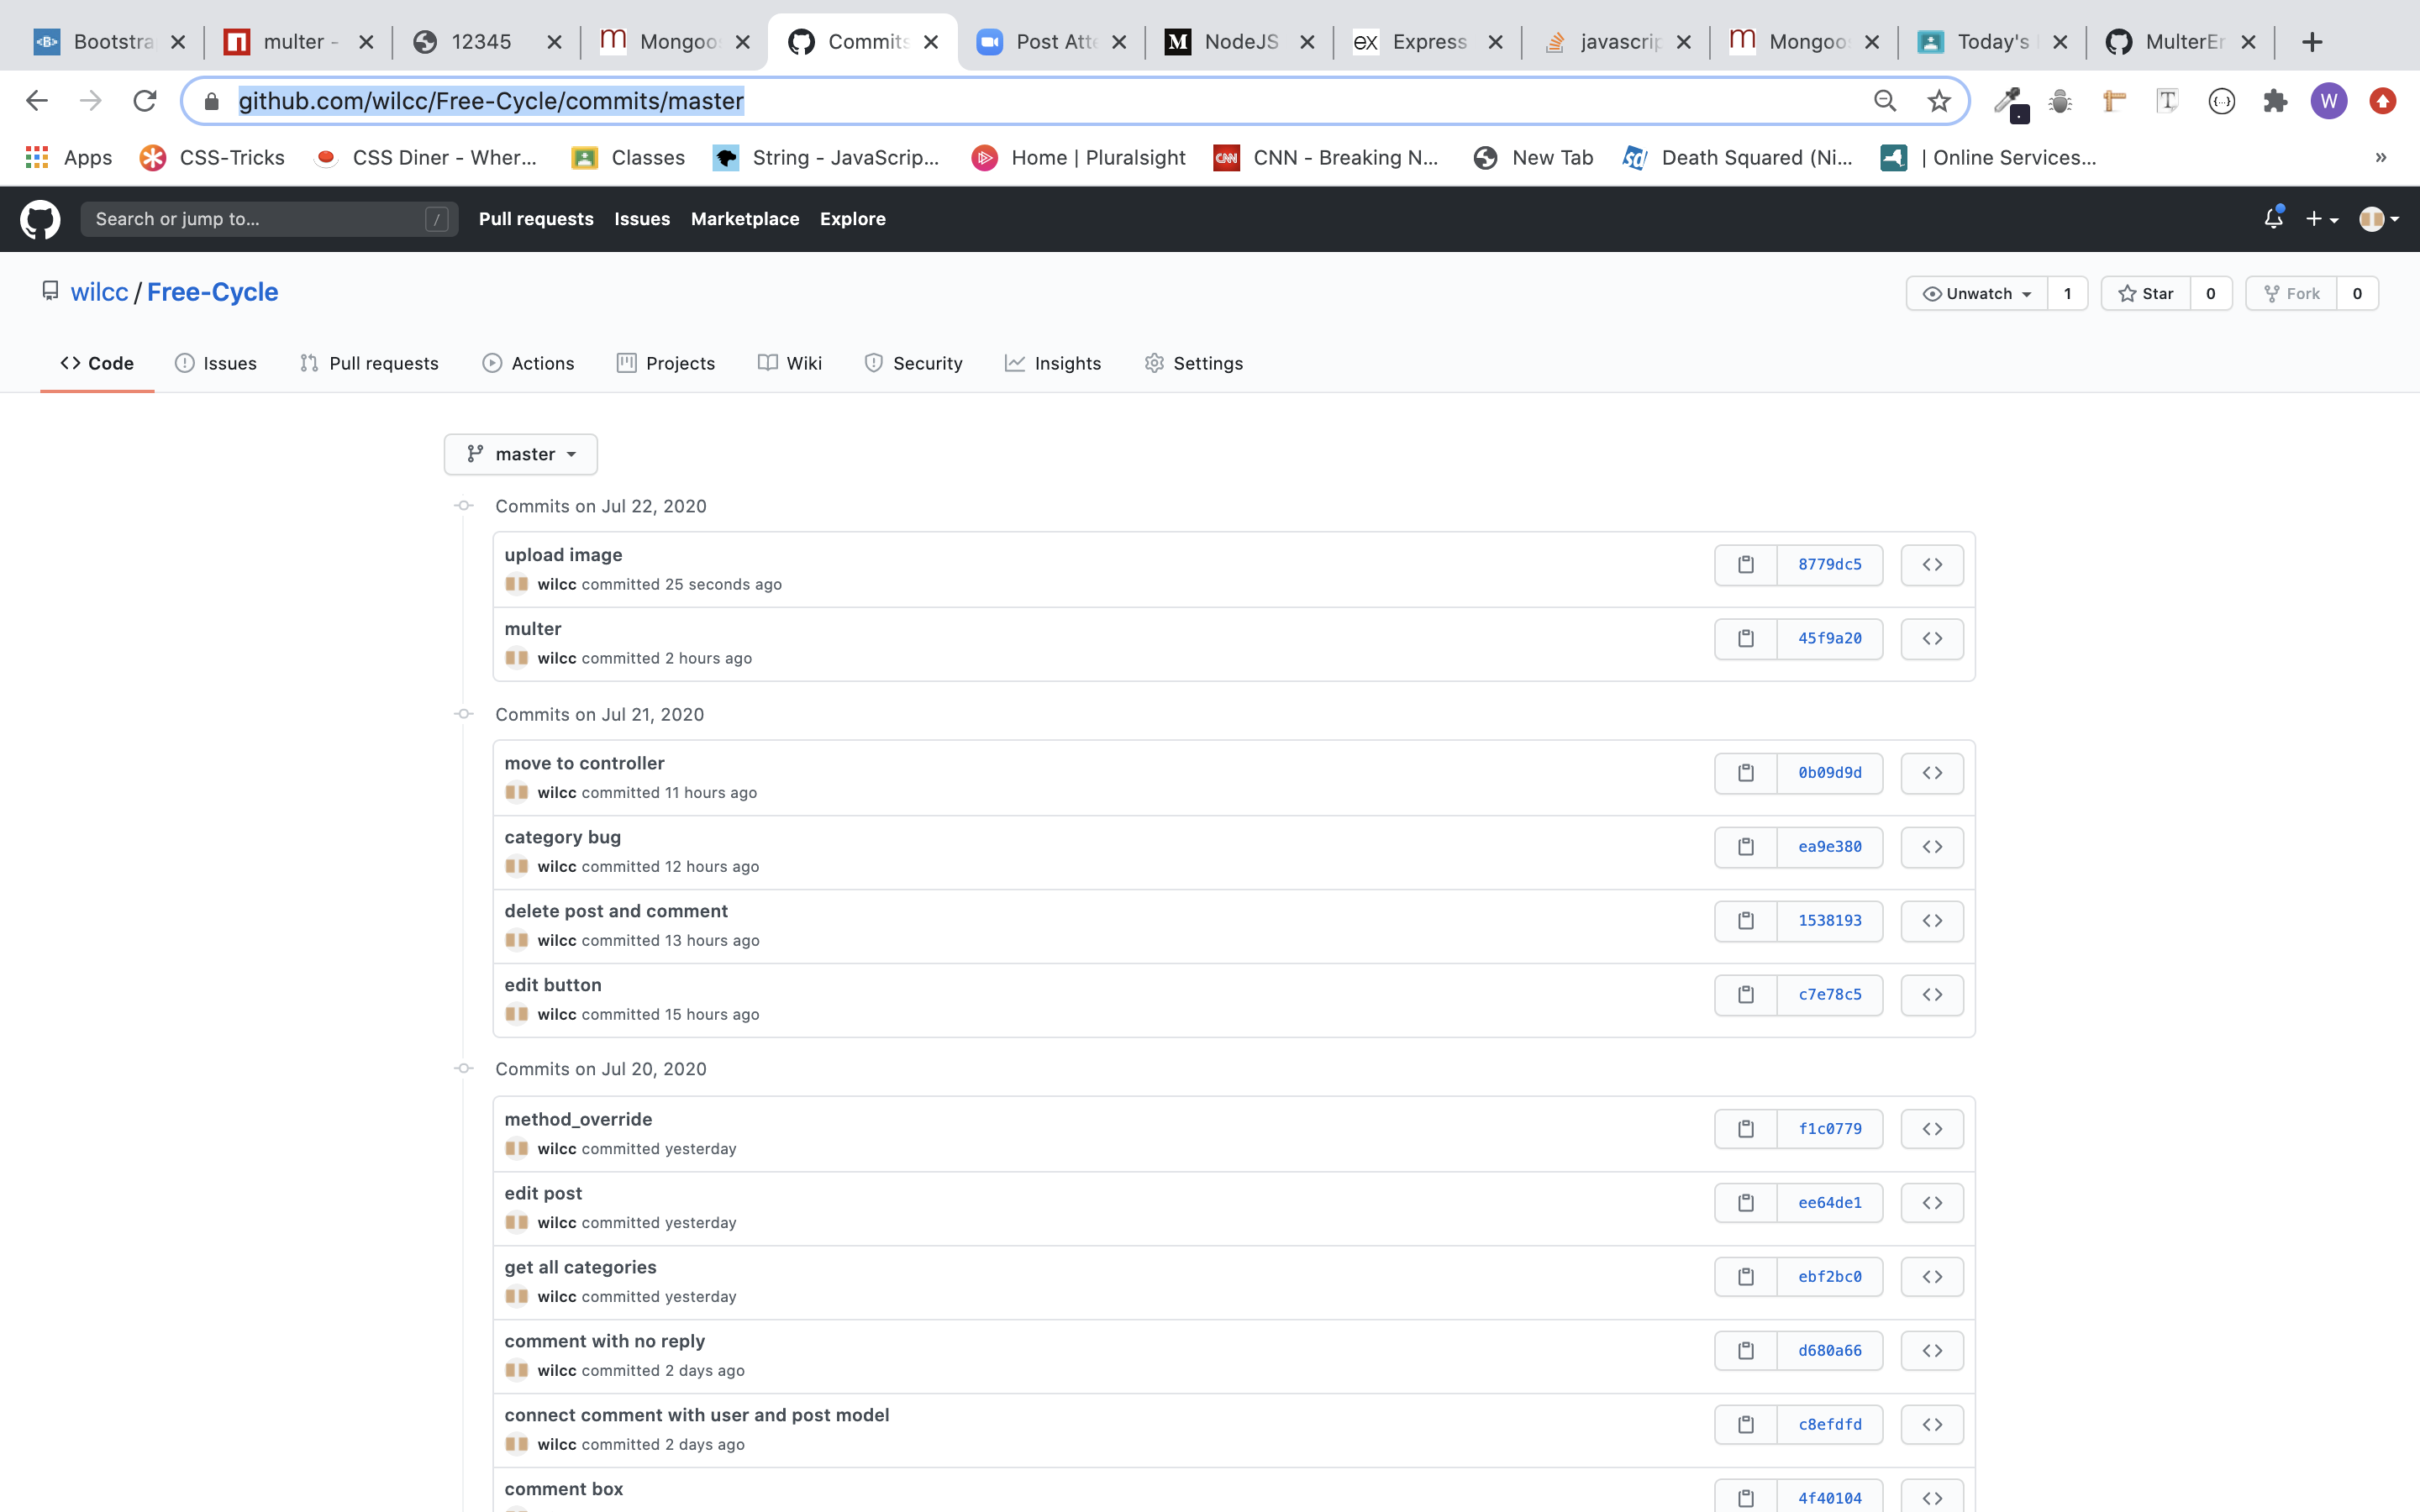 Bootstra
multer -
12345
Mongoos
Commits
Post Atte
NodeJS
Express
javascrip
Mongoos
Today's
MulterEr
github.com/wilcc/Free-Cycle/commits/master
W
Apps
CSS-Tricks
CSS Diner - Wher...
Classes
String - JavaScrip...
Home | Pluralsight
CNN - Breaking N...
New Tab
Death Squared (Ni...
| Online Services...
»
Search or jump to...
/
Pull requests
Issues
Marketplace
Explore
wilcc / Free-Cycle
Unwatch 1
Star 0
Fork 0
Code
Issues
Pull requests
Actions
Projects
Wiki
Security
Insights
Settings
master
Commits on Jul 22, 2020
upload image
wilcc committed 25 seconds ago
8779dc5
multer
wilcc committed 2 hours ago
45f9a20
Commits on Jul 21, 2020
move to controller
wilcc committed 11 hours ago
0b09d9d
category bug
wilcc committed 12 hours ago
ea9e380
delete post and comment
wilcc committed 13 hours ago
1538193
edit button
wilcc committed 15 hours ago
c7e78c5
Commits on Jul 20, 2020
method_override
wilcc committed yesterday
f1c0779
edit post
wilcc committed yesterday
ee64de1
get all categories
wilcc committed yesterday
ebf2bc0
comment with no reply
wilcc committed 2 days ago
d680a66
connect comment with user and post model
wilcc committed 2 days ago
c8efdfd
comment box
4f40104